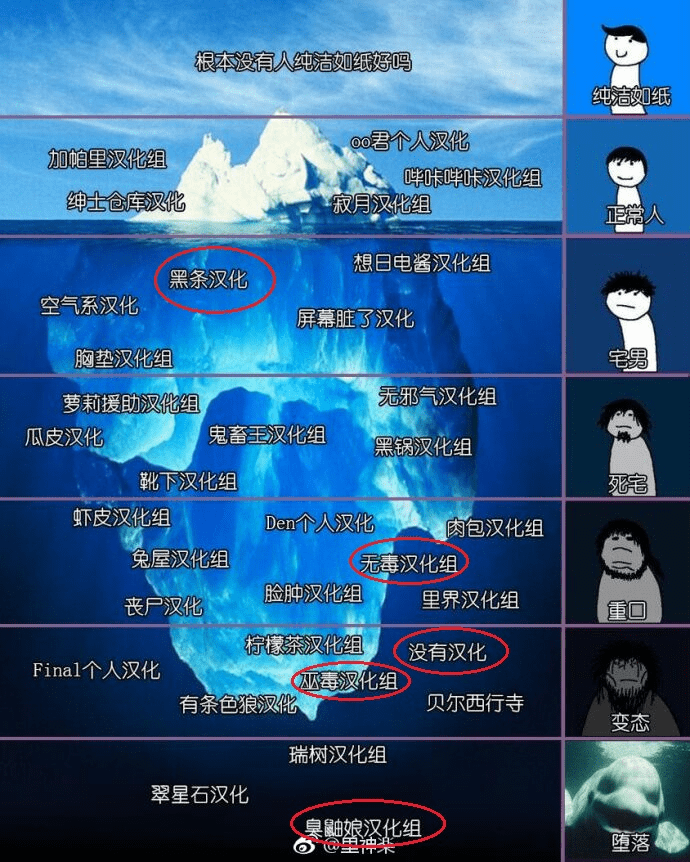 根本没有人纯洁如纸好吗
纯洁如纸
oo君个人汉化
加帕里汉化组
哔咔哔咔汉化组
绅士仓库汉化
寂月汉化组
正常人
想日电酱汉化组
黑条汉化
空气系汉化
屏幕脏了汉化
胸垫汉化组
宅男
无邪气汉化组
萝莉援助汉化组
瓜皮汉化
鬼畜王汉化组
黑锅汉化组
靴下汉化组
死宅
虾皮汉化组
Den个人汉化
肉包汉化组
兔屋汉化组
无毒汉化组
脸肿汉化组
里界汉化组
丧尸汉化
重口
柠檬茶汉化组
没有汉化
Final个人汉化
巫毒汉化组
有条色狼汉化
贝尔西行寺
变态
瑞树汉化组
翠星石汉化
臭鼬娘汉化组
@里神楽
堕落